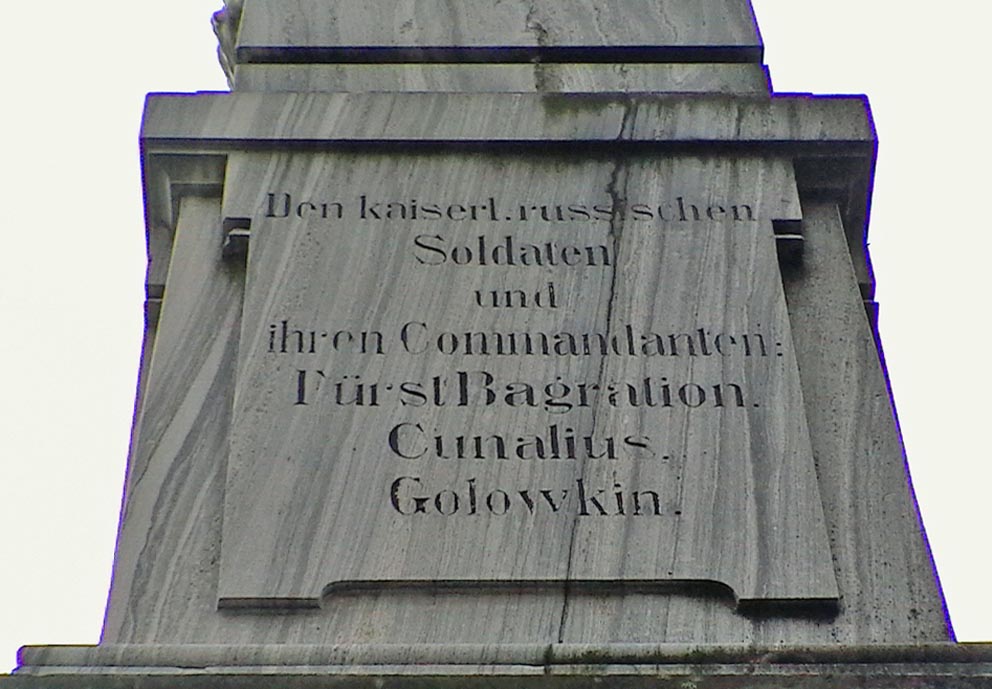 Den kaiserl. russischen
Soldaten
und
ihren Commandanten:
Fürst Bagration.
Cunalius.
Golowkin.